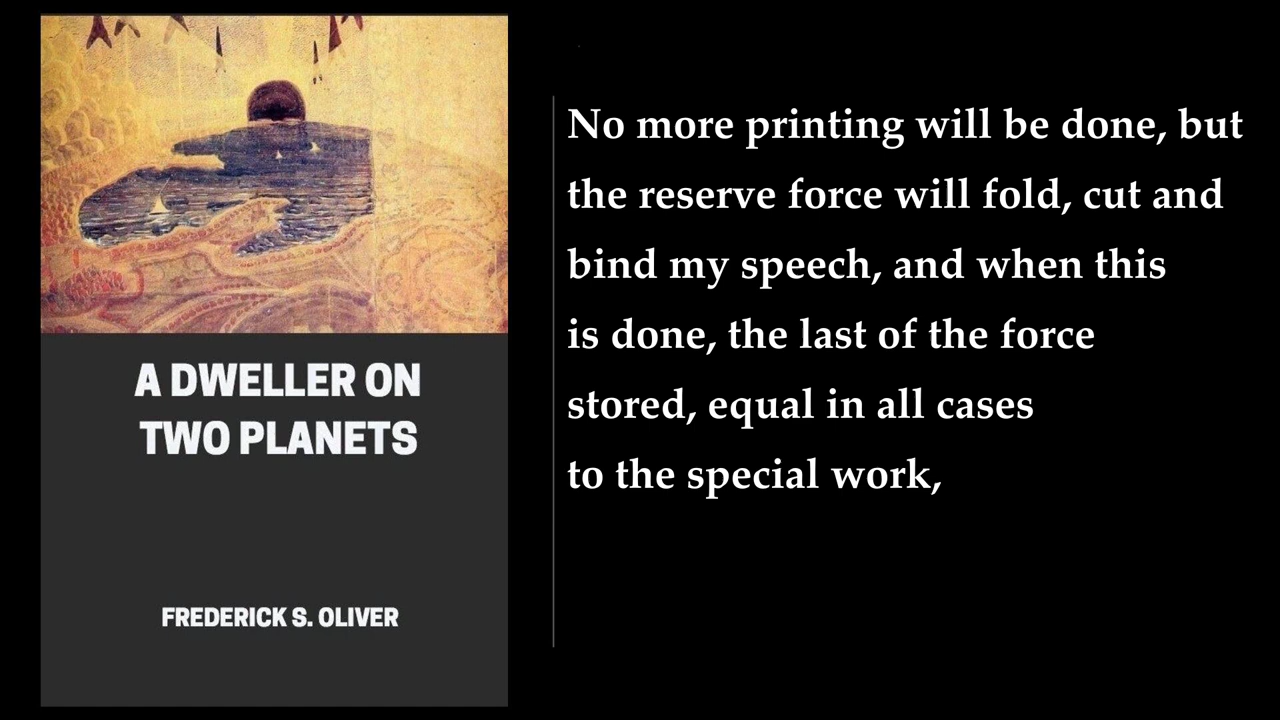 A DWELLER ON
TWO PLANETS
FREDERICK S. OLIVER
No more printing will be done, but
the reserve force will fold, cut and
bind my speech, and when this
is done, the last of the force
stored, equal in all cases
to the special work,